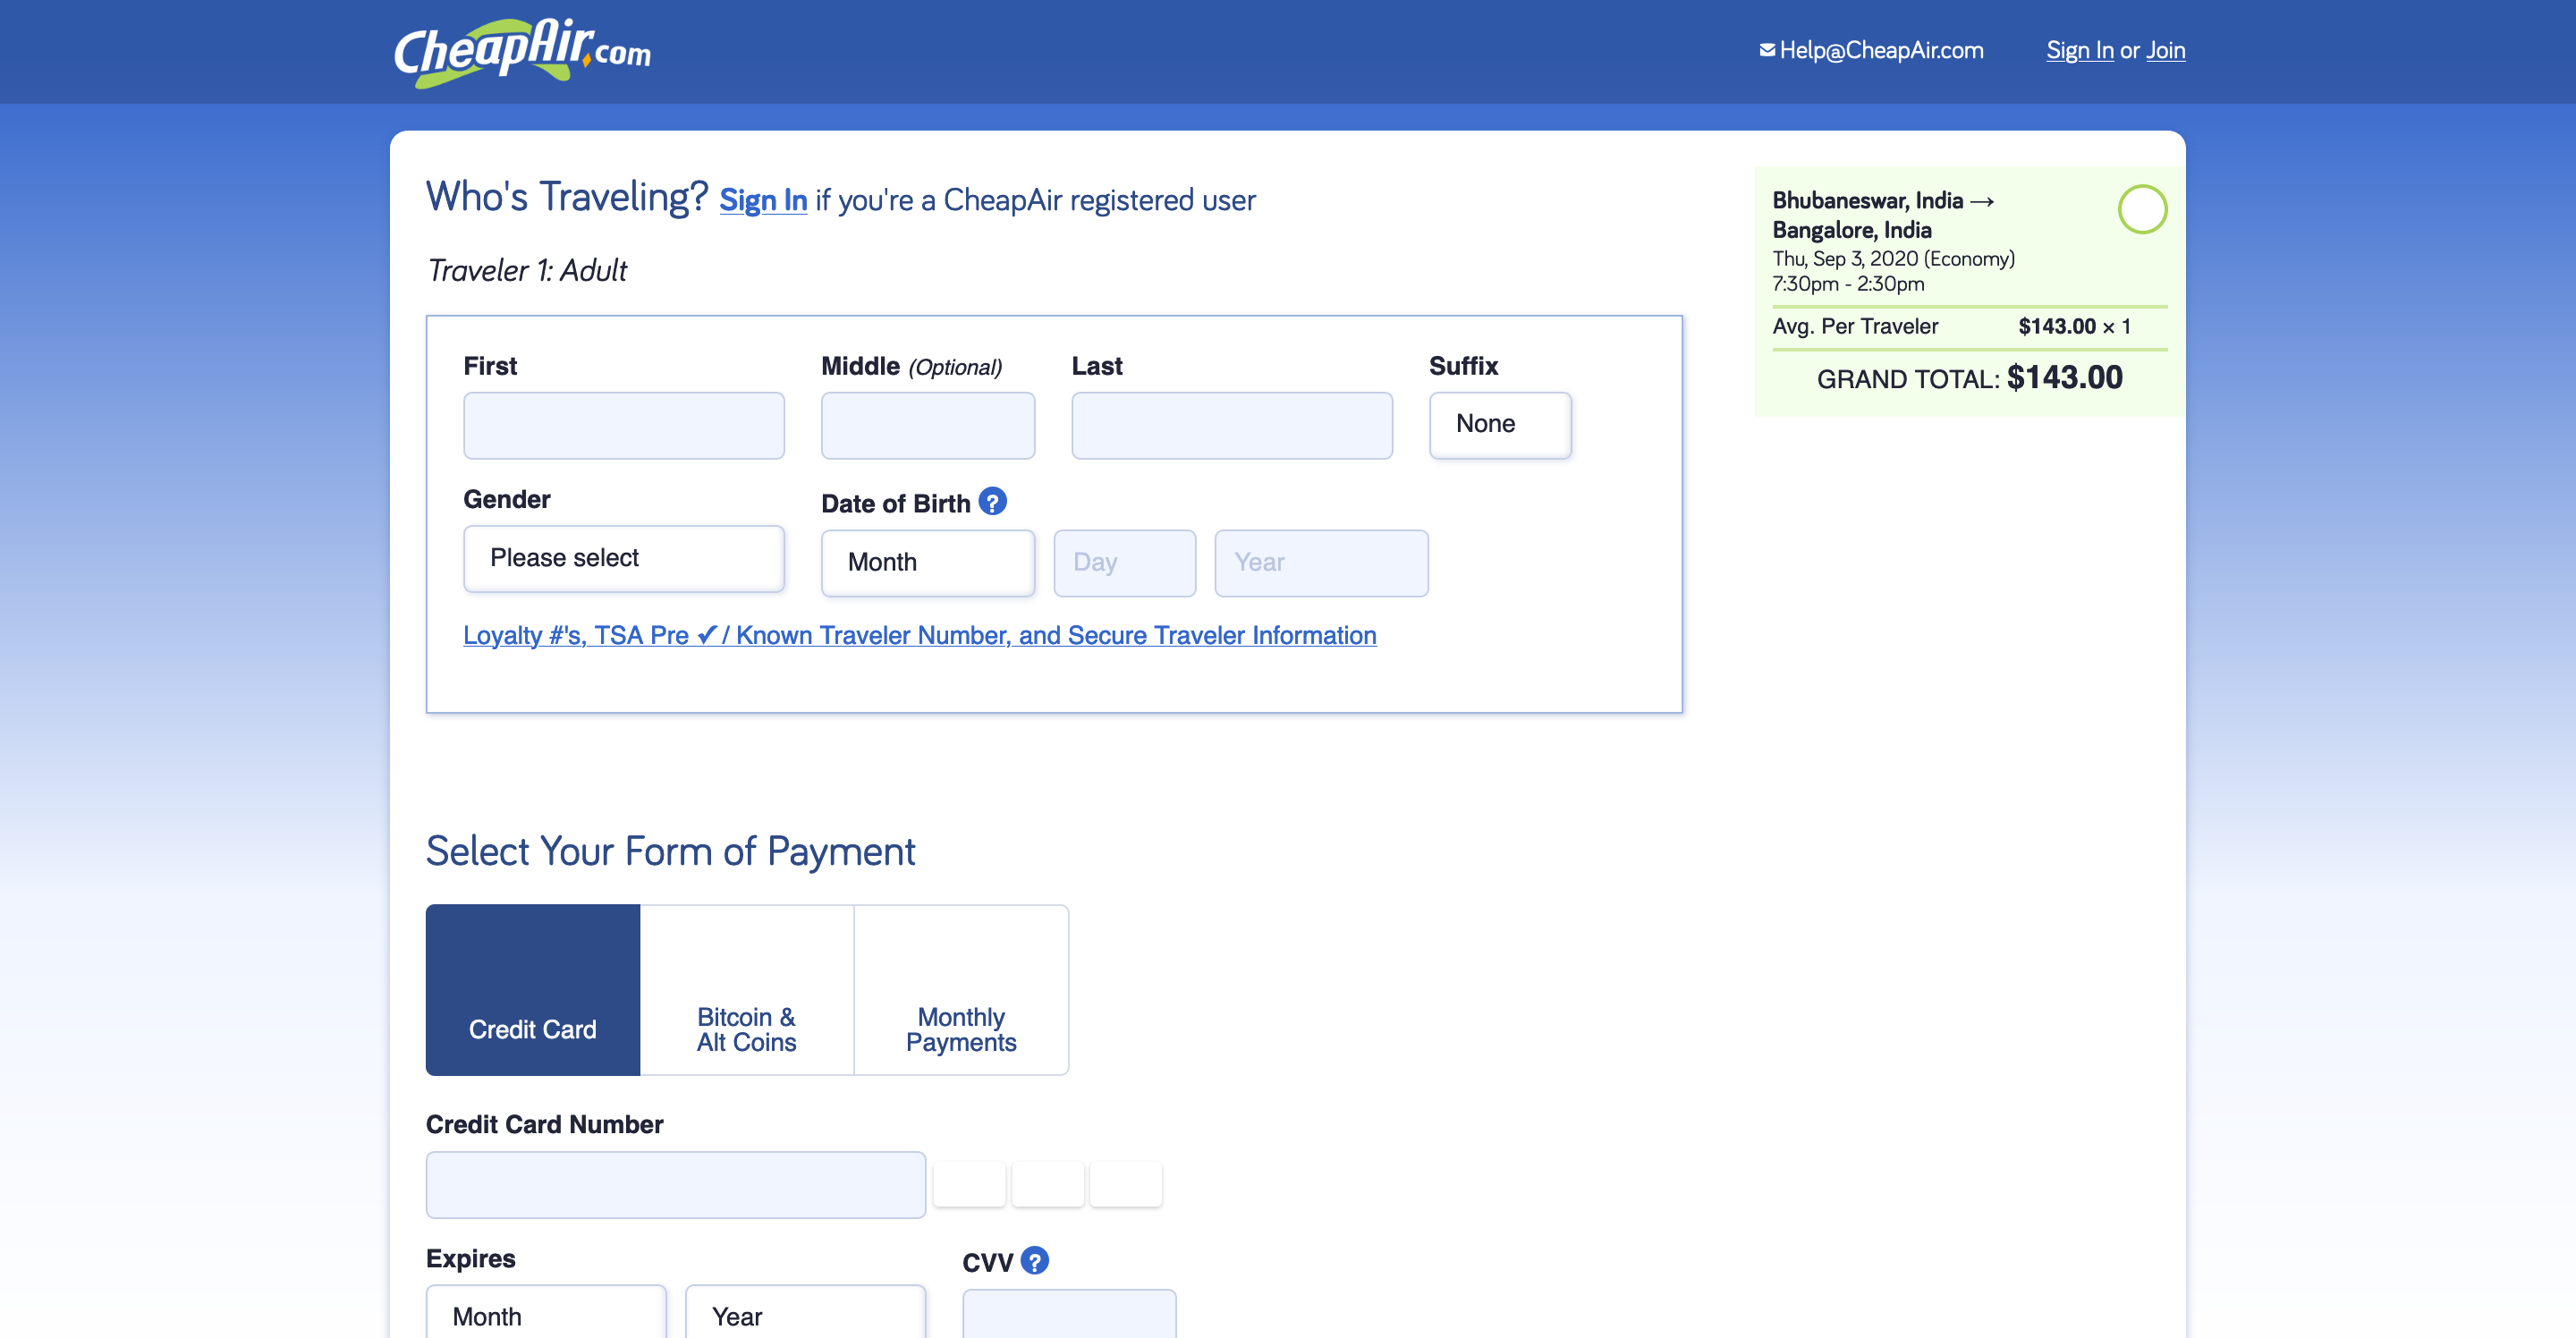 CheapAir.com
Help@CheapAir.com
Sign In or Join
Who's Traveling? Sign In if you're a CheapAir registered user
Traveler 1: Adult
First
Middle (Optional)
Last
Suffix
None
Gender
Date of Birth ?
Please select
Month
Day
Year
Loyalty #'s, TSA Pre ✓ / Known Traveler Number, and Secure Traveler Information
Bhubaneswar, India →
Bangalore, India
Thu, Sep 3, 2020 (Economy)
7:30pm - 2:30pm
Avg. Per Traveler $143.00 × 1
GRAND TOTAL: $143.00
Select Your Form of Payment
Credit Card
Bitcoin &
Alt Coins
Monthly
Payments
Credit Card Number
Expires
CVV ?
Month
Year